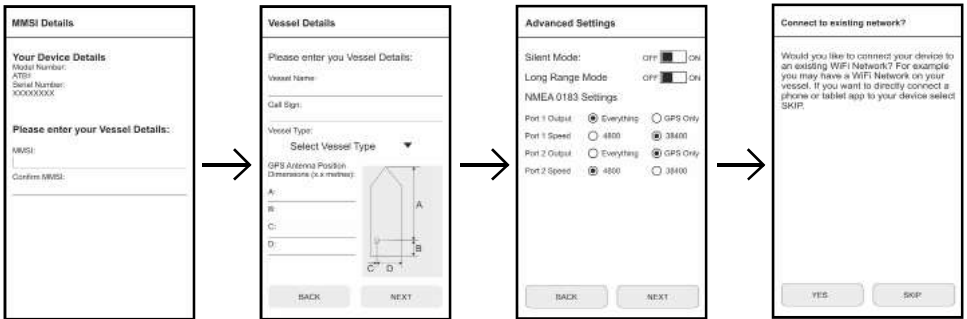 MMSI Details
Your Device Details
Model Number:
ATB1
Serial Number:
XXXXXXXX
Please enter your Vessel Details:
MMSI:
Confirm MMSI:
Vessel Details
Please enter you Vessel Details:
Vessel Name:
Call Sign:
Vessel Type:
Select Vessel Type
GPS Antenna Position
Dimensions (x.x metres):
A:
B:
C:
D:
A
B
C D
BACK NEXT
Advanced Settings
Silent Mode: OFF ON
Long Range Mode OFF ON
NMEA 0183 Settings
Port 1 Output Everything GPS Only
Port 1 Speed 4800 38400
Port 2 Output Everything GPS Only
Port 2 Speed 4800 38400
BACK NEXT
Connect to existing network?
Would you like to connect your device to
an existing WiFi Network? For example
you may have a WiFi Network on your
vessel. If you want to directly connect a
phone or tablet app to your device select
SKIP.
YES SKIP